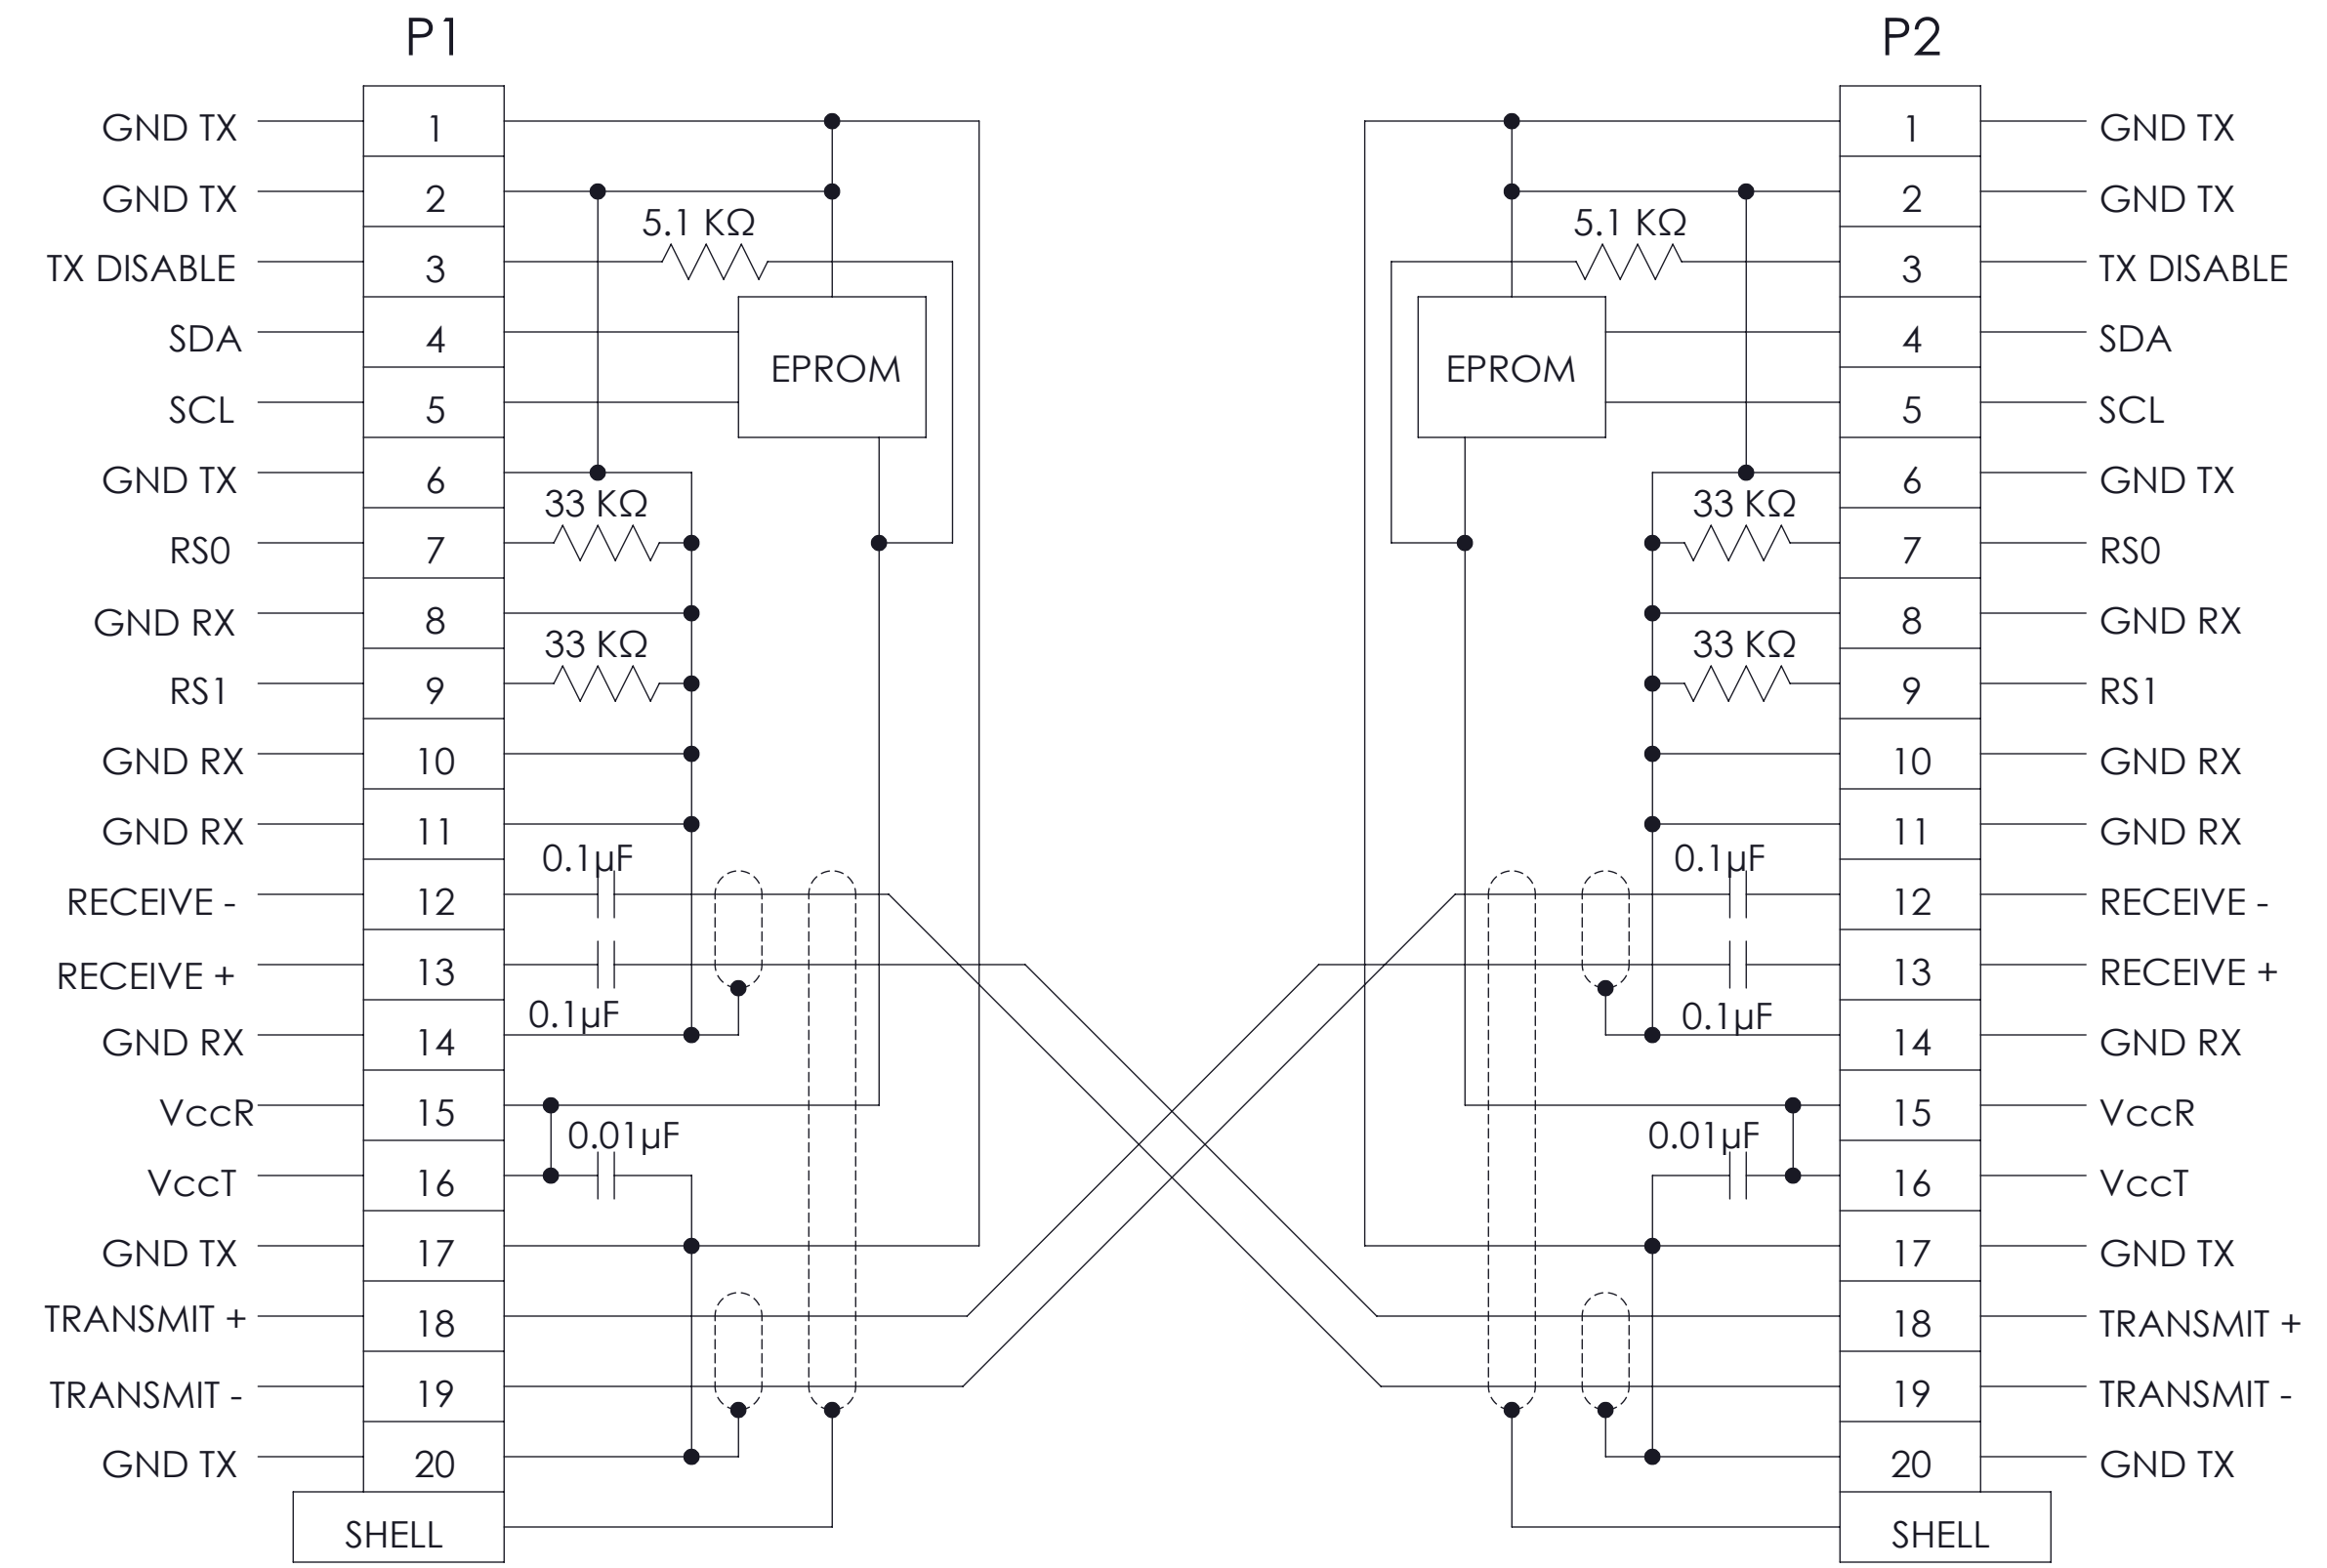 P1 P2
GND TX 1 1 GND TX
GND TX 2 2 GND TX
5.1 KΩ 5.1 KΩ
TX DISABLE 3 3 TX DISABLE
SDA 4 4 SDA
EPROM EPROM
SCL 5 5 SCL
GND TX 6 6 GND TX
33 KΩ 33 KΩ
RS0 7 7 RS0
GND RX 8 8 GND RX
33 KΩ 33 KΩ
RS1 9 9 RS1
GND RX 10 10 GND RX
GND RX 11 11 GND RX
0.1µF 0.1µF
RECEIVE - 12 12 RECEIVE -
RECEIVE + 13 13 RECEIVE +
0.1µF 0.1µF
GND RX 14 14 GND RX
VccR 15 15 VccR
0.01µF 0.01µF
VccT 16 16 VccT
GND TX 17 17 GND TX
TRANSMIT + 18 18 TRANSMIT +
TRANSMIT - 19 19 TRANSMIT -
GND TX 20 20 GND TX
SHELL SHELL